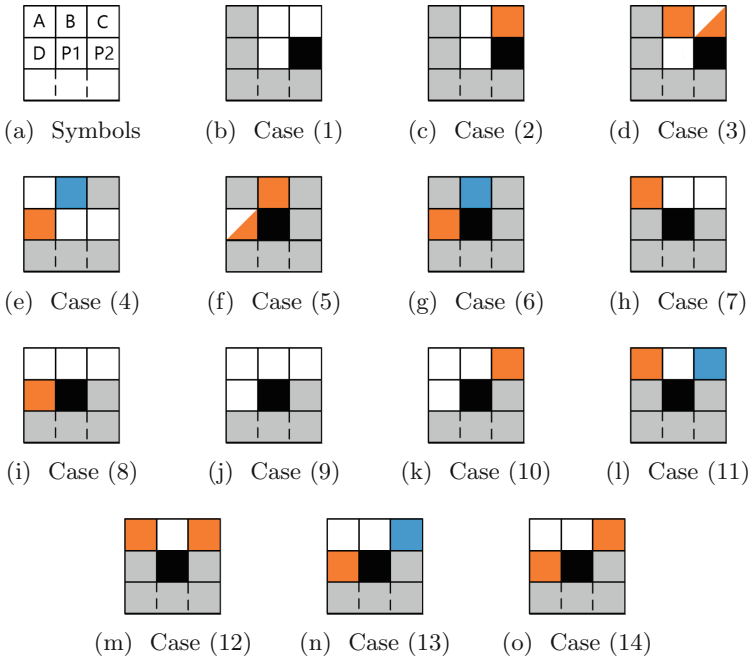 A B C
D P1 P2
(a) Symbols (b) Case (1) (c) Case (2) (d) Case (3)
(e) Case (4) (f) Case (5) (g) Case (6) (h) Case (7)
(i) Case (8) (j) Case (9) (k) Case (10) (l) Case (11)
(m) Case (12) (n) Case (13) (o) Case (14)